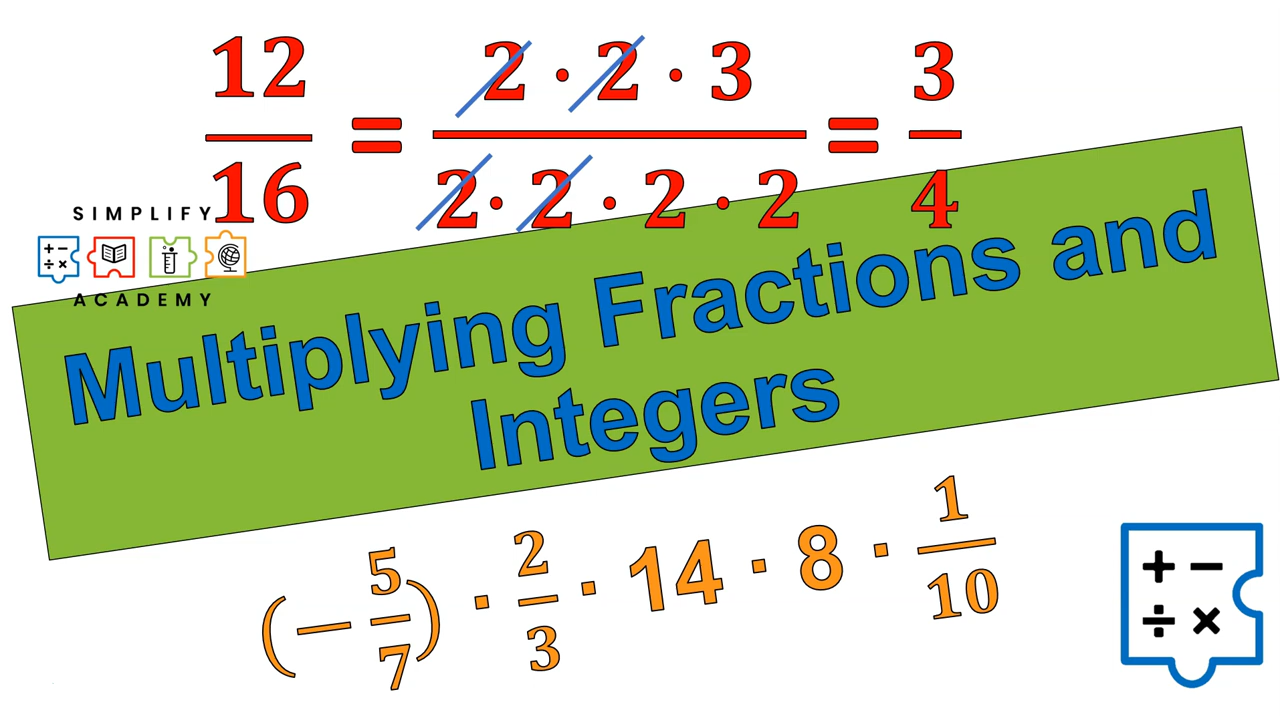 12/16 = 2 · 2 · 3 / 2 · 2 · 2 · 2 = 3/4
SIMPLIFY
ACADEMY
Multiplying Fractions and
Integers
(− 5/7) · 2/3 · 14 · 8 · 1/10
+ −
÷ ×